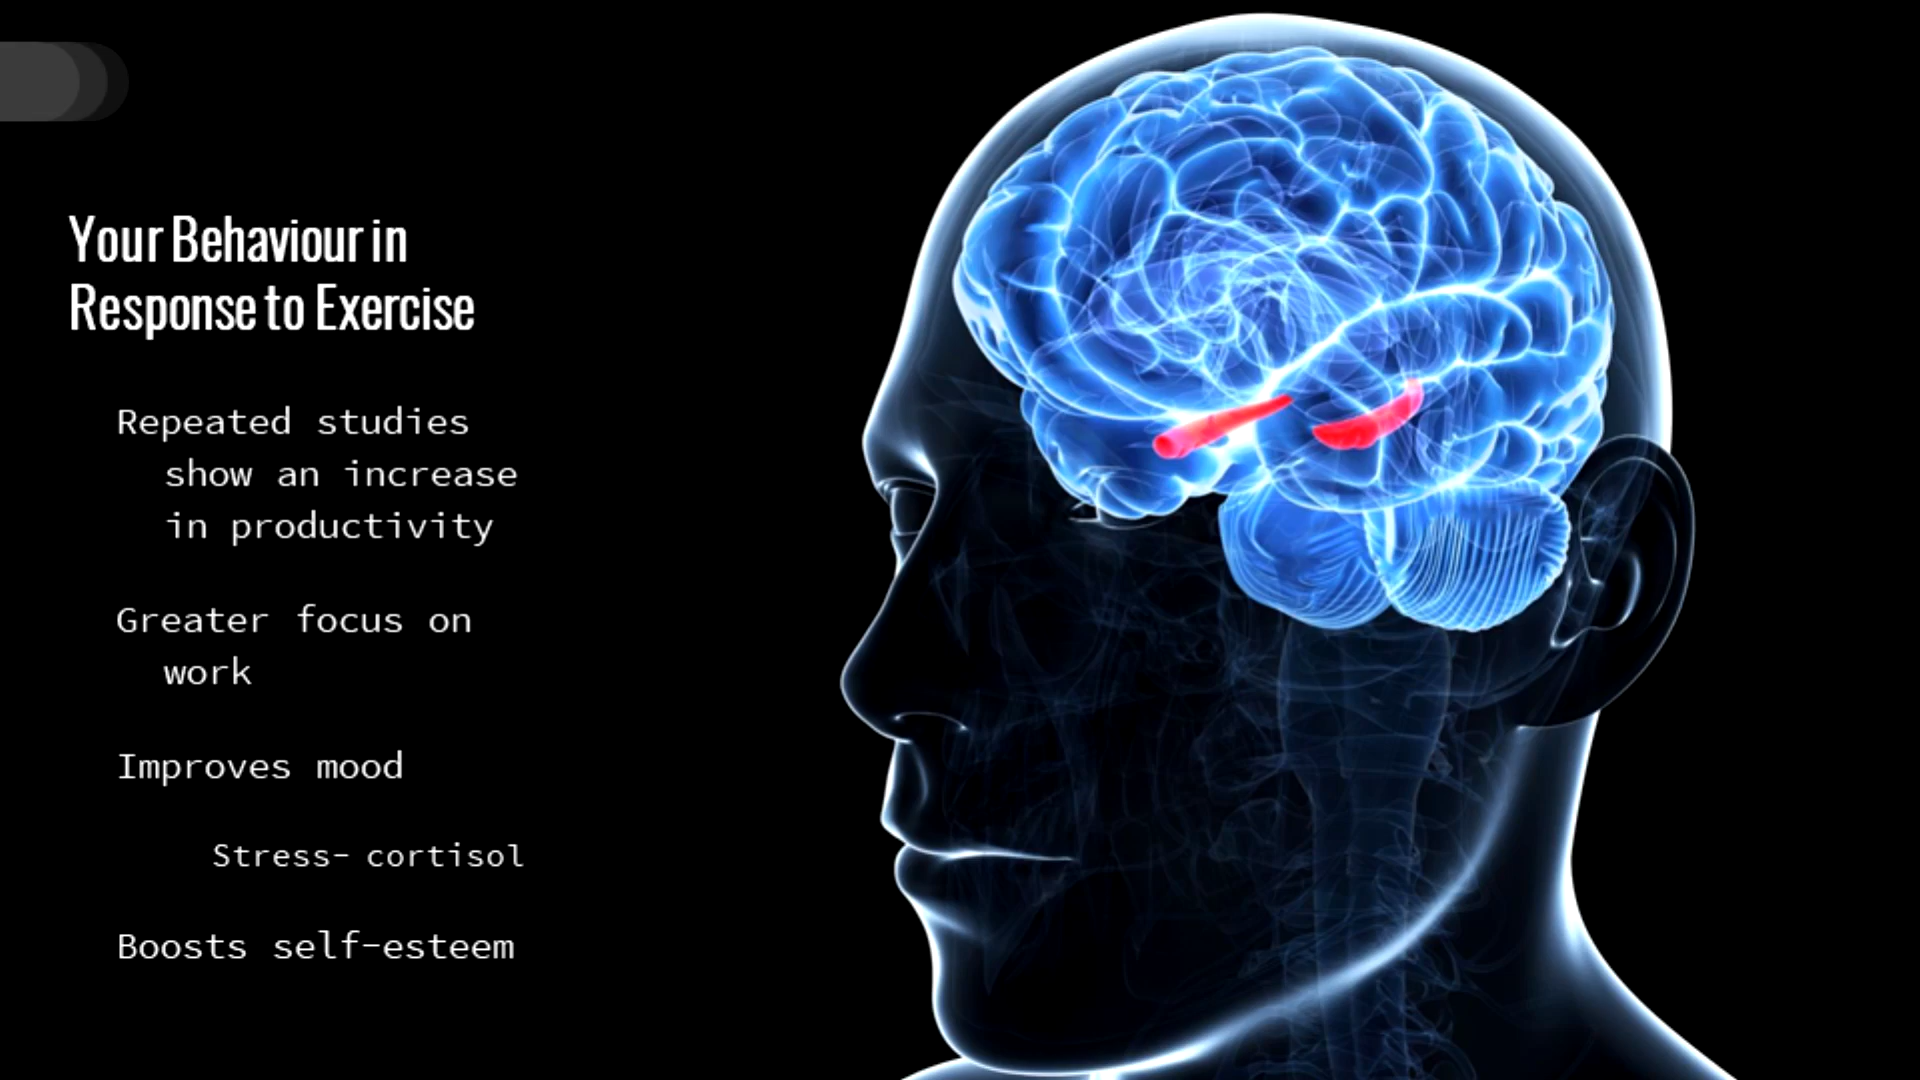 Your Behaviour in
Response to Exercise
Repeated studies
show an increase
in productivity
Greater focus on
work
Improves mood
Stress- cortisol
Boosts self-esteem